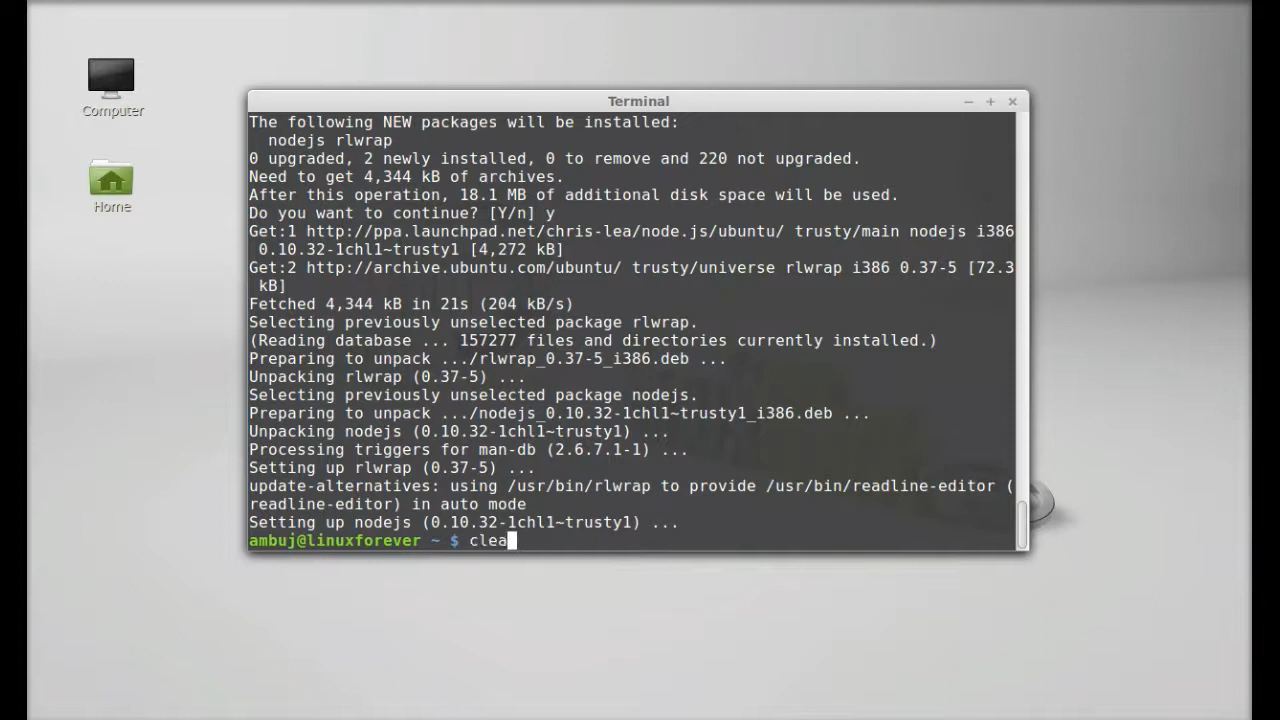 Computer
Home
Terminal
The following NEW packages will be installed:
  nodejs rlwrap
0 upgraded, 2 newly installed, 0 to remove and 220 not upgraded.
Need to get 4,344 kB of archives.
After this operation, 18.1 MB of additional disk space will be used.
Do you want to continue? [Y/n] y
Get:1 http://ppa.launchpad.net/chris-lea/node.js/ubuntu/ trusty/main nodejs i386
 0.10.32-1chl1~trusty1 [4,272 kB]
Get:2 http://archive.ubuntu.com/ubuntu/ trusty/universe rlwrap i386 0.37-5 [72.3
 kB]
Fetched 4,344 kB in 21s (204 kB/s)
Selecting previously unselected package rlwrap.
(Reading database ... 157277 files and directories currently installed.)
Preparing to unpack .../rlwrap_0.37-5_i386.deb ...
Unpacking rlwrap (0.37-5) ...
Selecting previously unselected package nodejs.
Preparing to unpack .../nodejs_0.10.32-1chl1~trusty1_i386.deb ...
Unpacking nodejs (0.10.32-1chl1~trusty1) ...
Processing triggers for man-db (2.6.7.1-1) ...
Setting up rlwrap (0.37-5) ...
update-alternatives: using /usr/bin/rlwrap to provide /usr/bin/readline-editor (
readline-editor) in auto mode
Setting up nodejs (0.10.32-1chl1~trusty1) ...
ambuj@linuxforever ~ $ clea